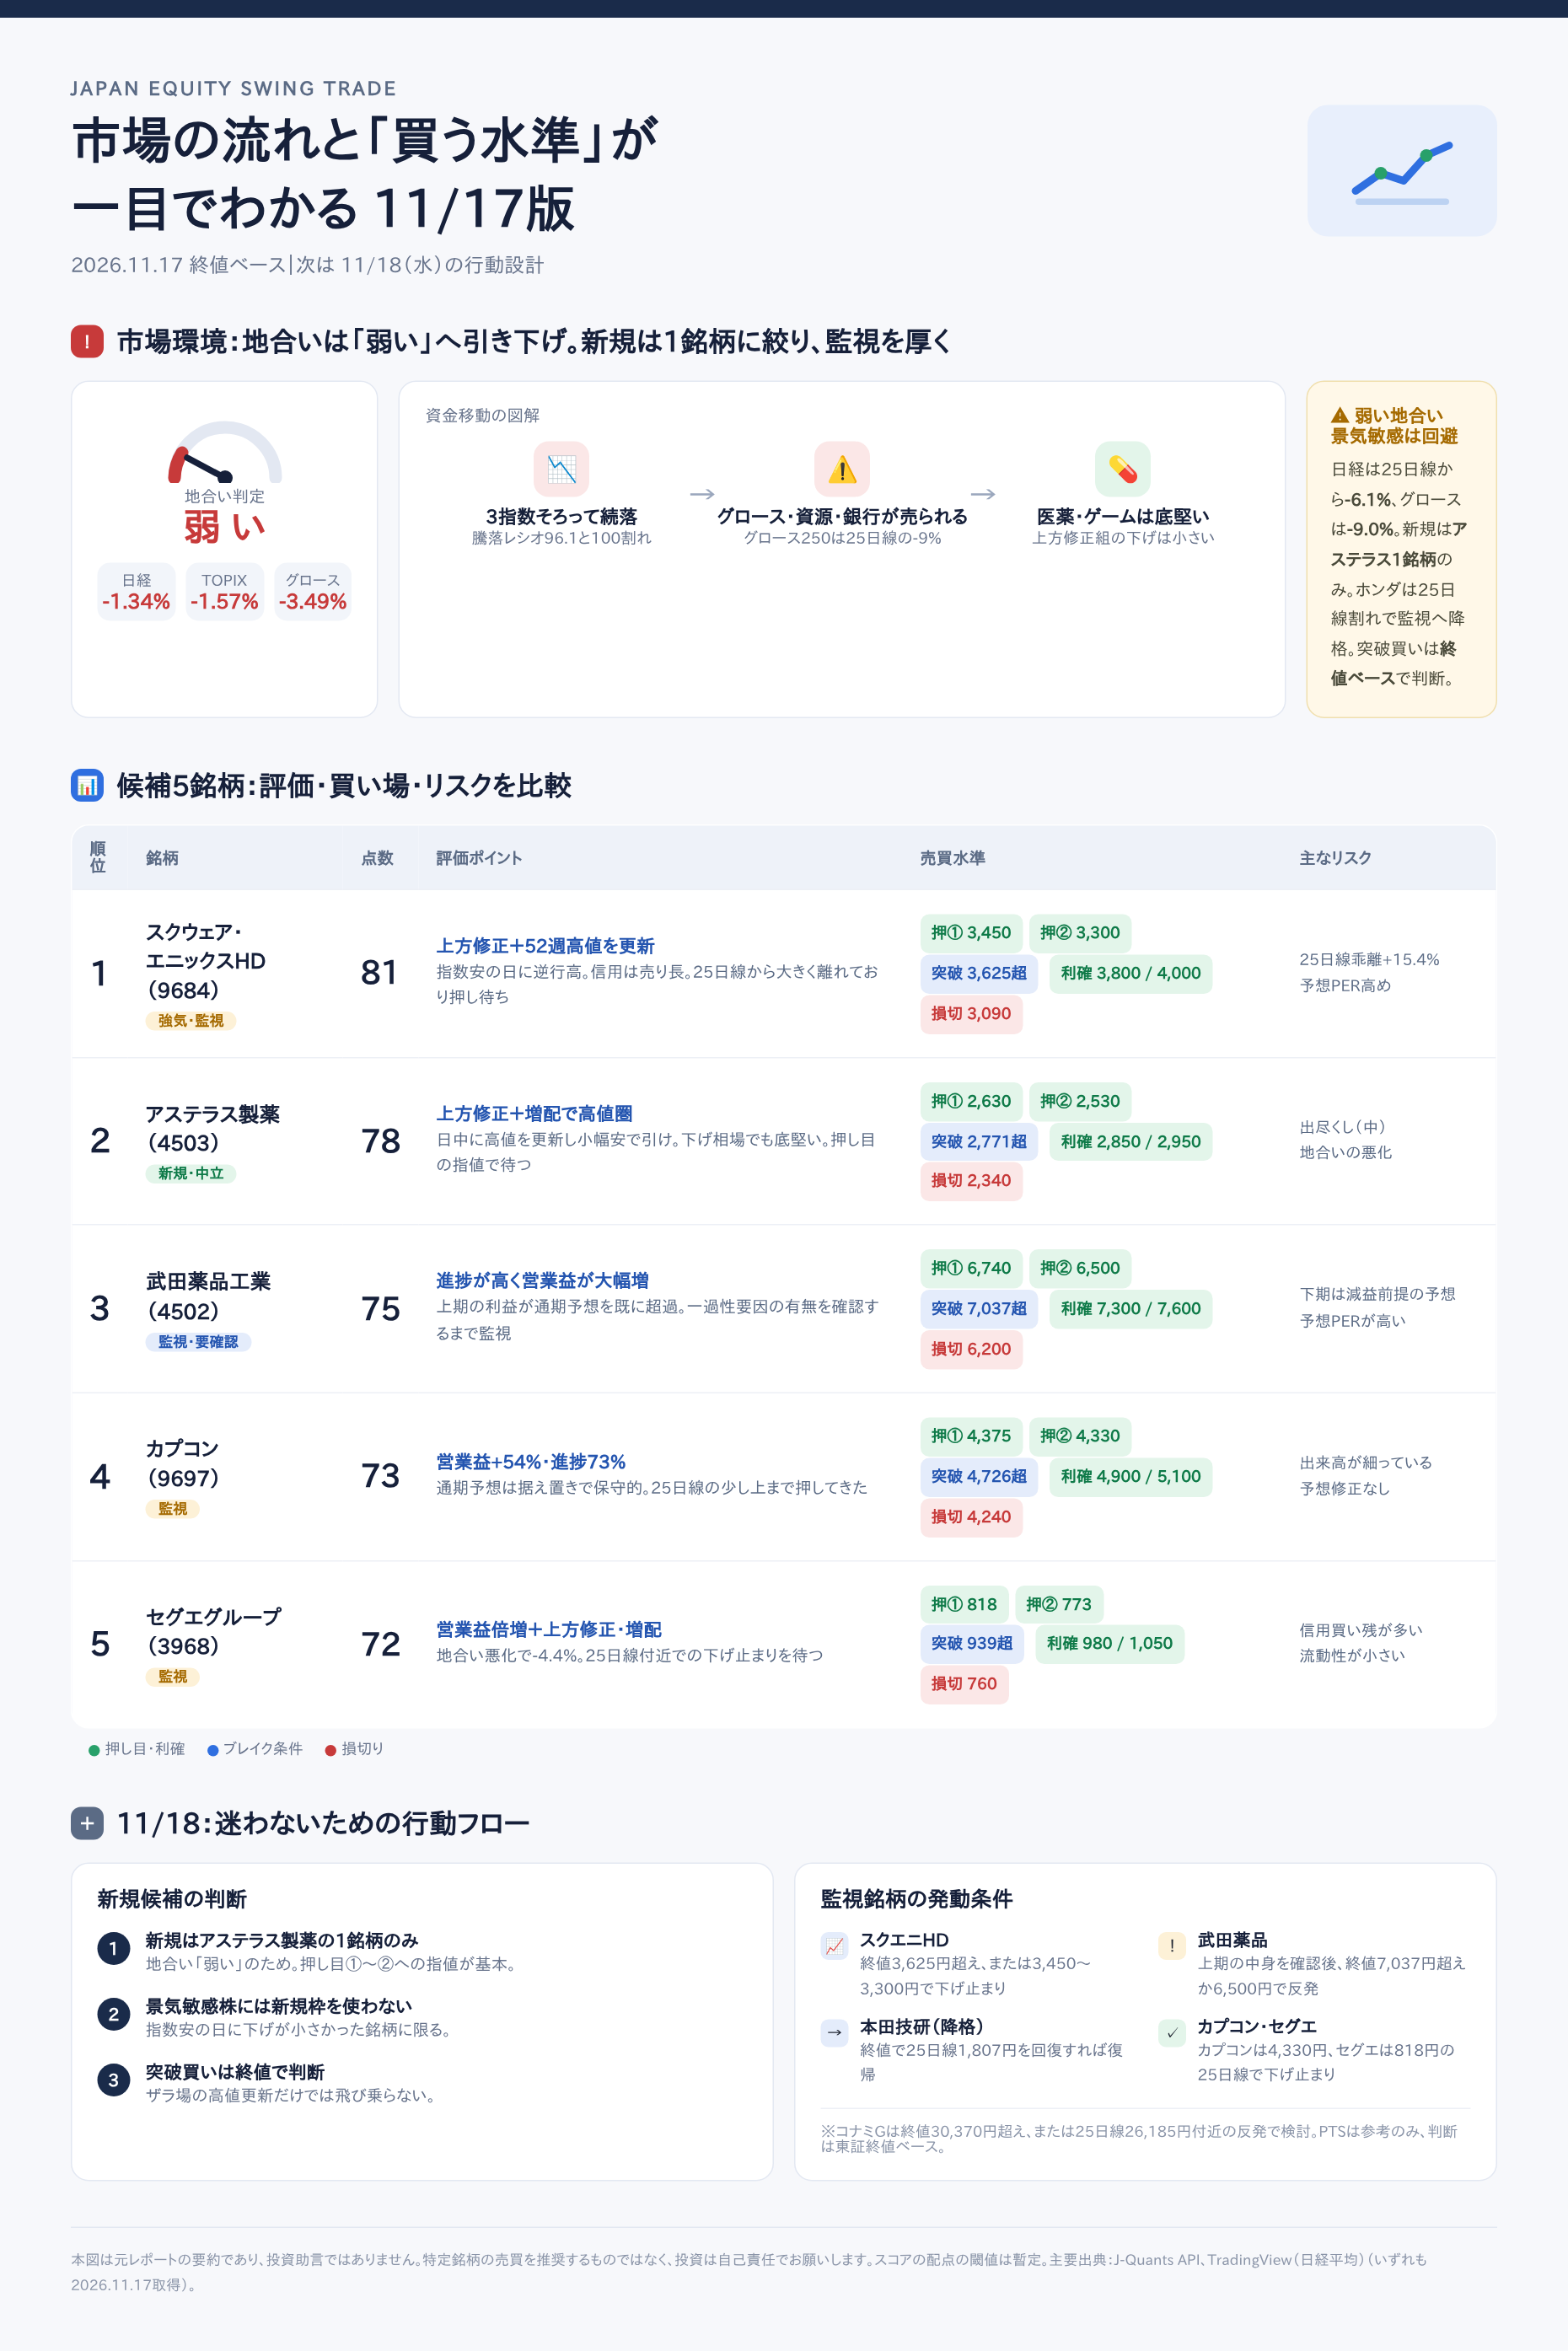 JAPAN EQUITY SWING TRADE
市場の流れと「買う水準」が
一目でわかる 11/17版
2026.11.17 終値ベース|次は 11/18(水)の行動設計
! 市場環境:地合いは「弱い」へ引き下げ。新規は1銘柄に絞り、監視を厚く
地合い判定
弱い
日経
-1.34%
TOPIX
-1.57%
グロース
-3.49%
資金移動の図解
3指数そろって続落
騰落レシオ96.1と100割れ
→
グロース・資源・銀行が売られる
グロース250は25日線の-9%
→
医薬・ゲームは底堅い
上方修正組の下げは小さい
⚠ 弱い地合い
景気敏感は回避
日経は25日線か
ら-6.1%、グロース
は-9.0%。新規はア
ステラス1銘柄の
み。ホンダは25日
線割れで監視へ降
格。突破買いは終
値ベースで判断。
候補5銘柄:評価・買い場・リスクを比較
順
位
銘柄
点数
評価ポイント
売買水準
主なリスク
1
スクウェア・
エニックスHD
(9684)
強気・監視
81
上方修正+52週高値を更新
指数安の日に逆行高。信用は売り長。25日線から大きく離れてお
り押し待ち
押① 3,450 押② 3,300
突破 3,625超 利確 3,800 / 4,000
損切 3,090
25日線乖離+15.4%
予想PER高め
2
アステラス製薬
(4503)
新規・中立
78
上方修正+増配で高値圏
日中に高値を更新し小幅安で引け。下げ相場でも底堅い。押し目
の指値で待つ
押① 2,630 押② 2,530
突破 2,771超 利確 2,850 / 2,950
損切 2,340
出尽くし(中)
地合いの悪化
3
武田薬品工業
(4502)
監視・要確認
75
進捗が高く営業益が大幅増
上期の利益が通期予想を既に超過。一過性要因の有無を確認す
るまで監視
押① 6,740 押② 6,500
突破 7,037超 利確 7,300 / 7,600
損切 6,200
下期は減益前提の予想
予想PERが高い
4
カプコン
(9697)
監視
73
営業益+54%・進捗73%
通期予想は据え置きで保守的。25日線の少し上まで押してきた
押① 4,375 押② 4,330
突破 4,726超 利確 4,900 / 5,100
損切 4,240
出来高が細っている
予想修正なし
5
セグエグループ
(3968)
監視
72
営業益倍増+上方修正・増配
地合い悪化で-4.4%。25日線付近での下げ止まりを待つ
押① 818 押② 773
突破 939超 利確 980 / 1,050
損切 760
信用買い残が多い
流動性が小さい
押し目・利確 ブレイク条件 損切り
+ 11/18:迷わないための行動フロー
新規候補の判断
1 新規はアステラス製薬の1銘柄のみ
地合い「弱い」のため。押し目①〜②への指値が基本。
2 景気敏感株には新規枠を使わない
指数安の日に下げが小さかった銘柄に限る。
3 突破買いは終値で判断
ザラ場の高値更新だけでは飛び乗らない。
監視銘柄の発動条件
スクエニHD
終値3,625円超え、または3,450〜
3,300円で下げ止まり
! 武田薬品
上期の中身を確認後、終値7,037円超え
か6,500円で反発
→ 本田技研(降格)
終値で25日線1,807円を回復すれば復
帰
✓ カプコン・セグエ
カプコンは4,330円、セグエは818円の
25日線で下げ止まり
※コナミGは終値30,370円超え、または25日線26,185円付近の反発で検討。PTSは参考のみ、判断
は東証終値ベース。
本図は元レポートの要約であり、投資助言ではありません。特定銘柄の売買を推奨するものではなく、投資は自己責任でお願いします。スコアの配点の閾値は暫定。主要出典:J-Quants API、TradingView(日経平均)(いずれも
2026.11.17取得)。